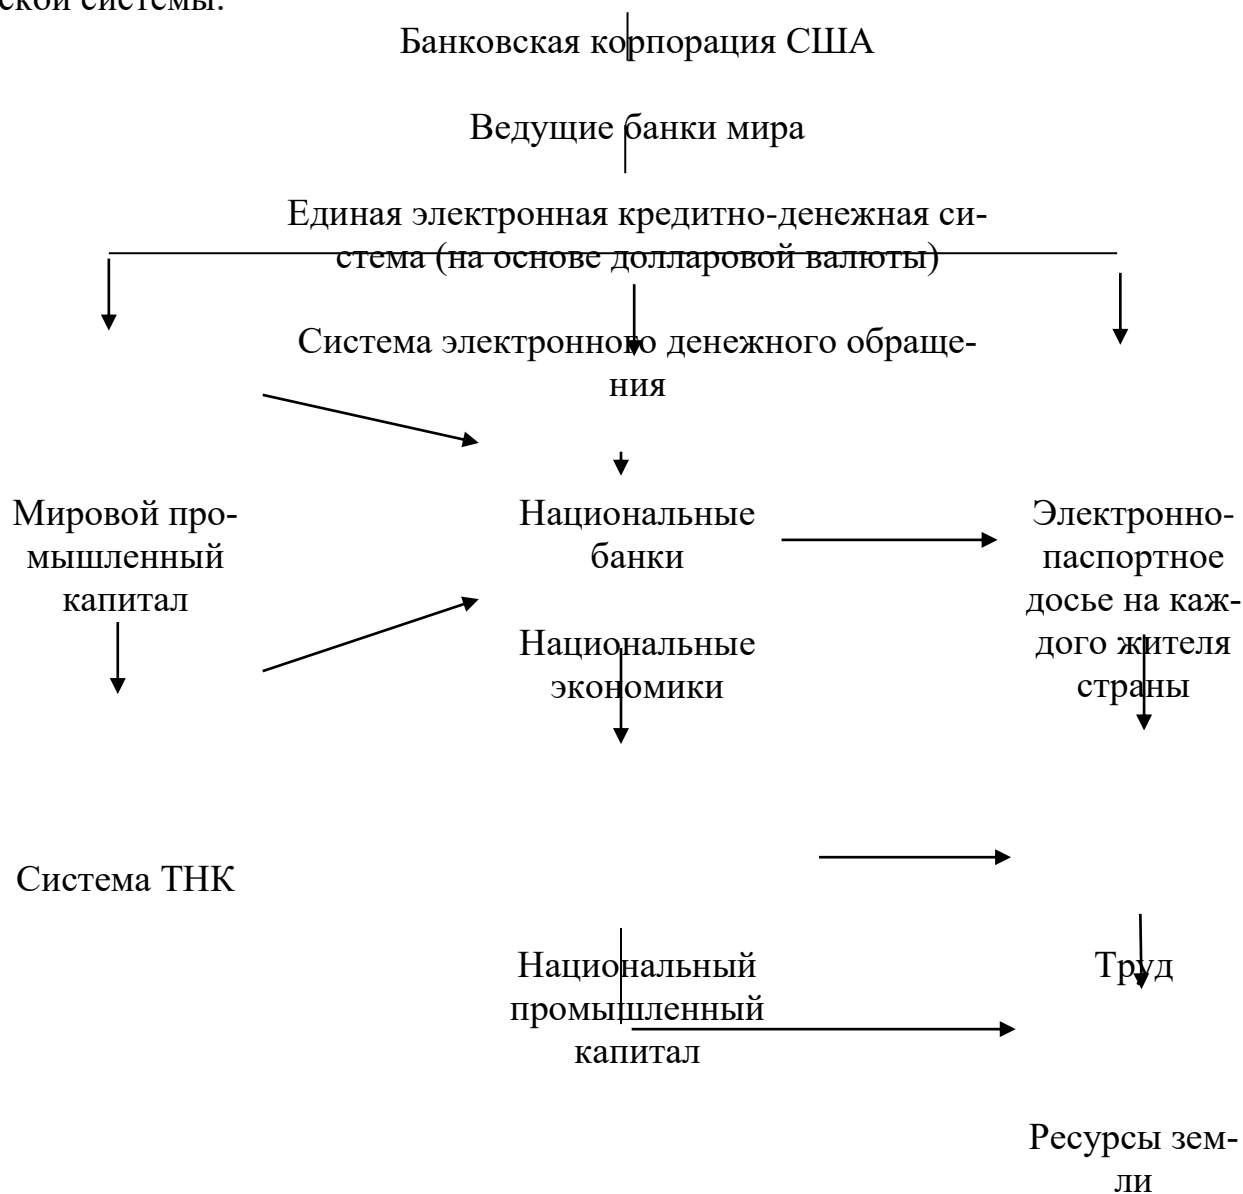 ской системы.
Банковская корпорация США
Ведущие банки мира
Единая электронная кредитно-денежная си-
стема (на основе долларовой валюты)
Система электронного денежного обраще-
ния
Мировой про-
мышленный
капитал
Национальные
банки
Электронно-
паспортное
досье на каж-
дого жителя
страны
Национальные
экономики
Система ТНК
Национальный
промышленный
капитал
Труд
Ресурсы зем-
ли